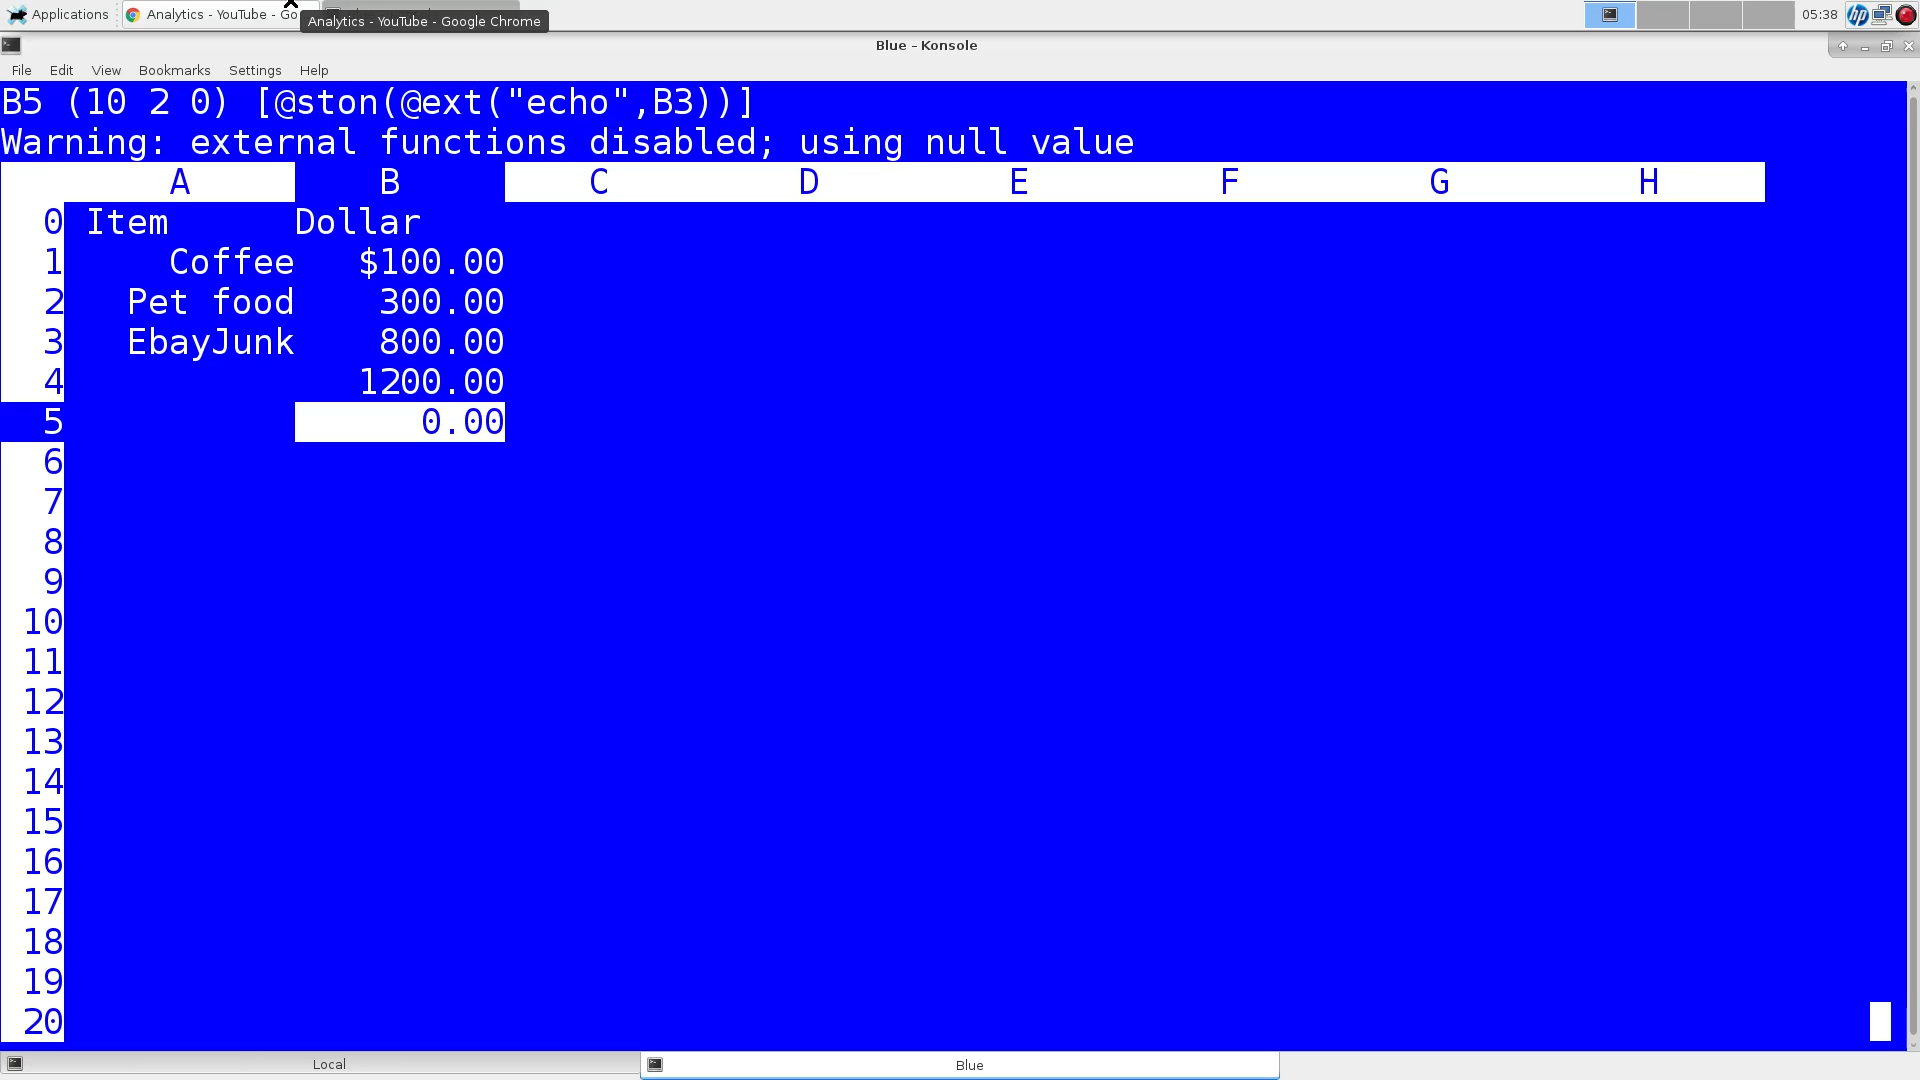 Applications Analytics - YouTube - Go 05:38
Analytics - YouTube - Google Chrome
Blue – Konsole
File Edit View Bookmarks Settings Help
B5 (10 2 0) [@ston(@ext("echo",B3))]
Warning: external functions disabled; using null value
A B C D E F G H
0 Item Dollar
1 Coffee $100.00
2 Pet food 300.00
3 EbayJunk 800.00
4 1200.00
5 0.00
6
7
8
9
10
11
12
13
14
15
16
17
18
19
20
Local Blue